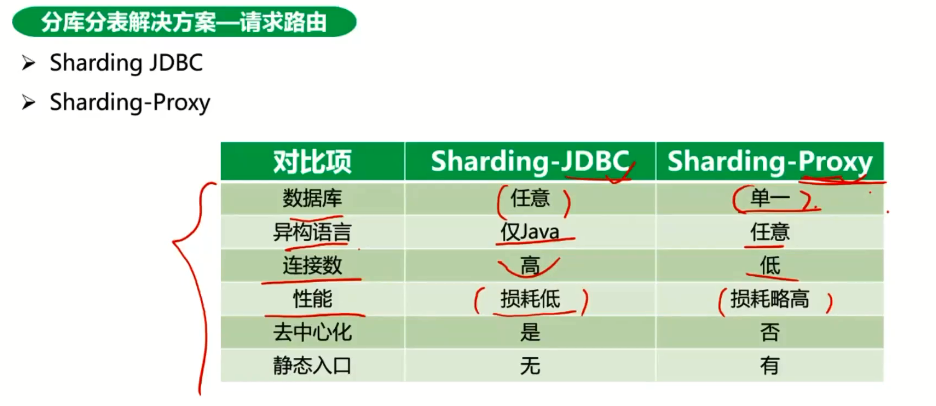 分库分表解决方案—请求路由
Sharding JDBC
Sharding-Proxy
对比项 Sharding-JDBC Sharding-Proxy
数据库 任意 单一
异构语言 仅Java 任意
连接数 高 低
性能 损耗低 损耗略高
去中心化 是 否
静态入口 无 有